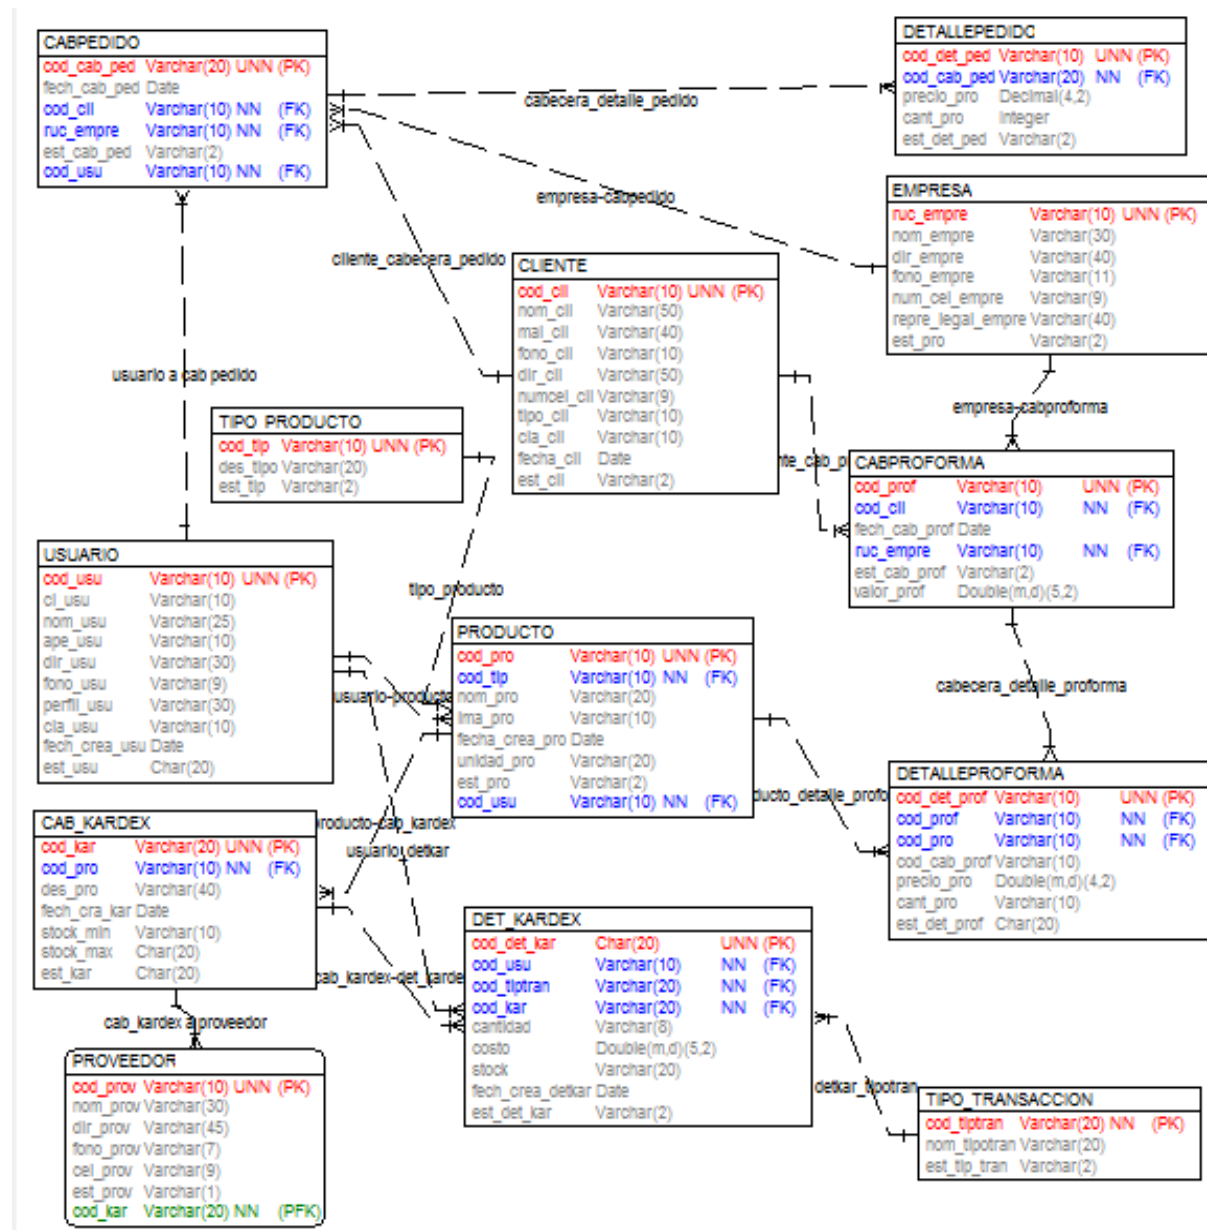 CABPEDIDO
cod_cab_ped Varchar(20) UNN (PK)
fech_cab_ped Date
cod_cli Varchar(10) NN (FK)
ruc_empre Varchar(10) NN (FK)
est_cab_ped Varchar(2)
cod_usu Varchar(10) NN (FK)
cabecera_detalle_pedido
DETALLEPEDIDO
cod_det_ped Varchar(10) UNN (PK)
cod_cab_ped Varchar(20) NN (FK)
precio_pro Decimal(4,2)
cant_pro Integer
est_det_ped Varchar(2)
empresa-cabpedido
EMPRESA
ruc_empre Varchar(10) UNN (PK)
nom_empre Varchar(30)
dir_empre Varchar(40)
fono_empre Varchar(11)
num_cel_empre Varchar(9)
repre_legal_empre Varchar(40)
est_pro Varchar(2)
cliente_cabecera_pedido
CLIENTE
cod_cli Varchar(10) UNN (PK)
nom_cli Varchar(50)
mai_cli Varchar(40)
fono_cli Varchar(10)
dir_cli Varchar(50)
numcel_cli Varchar(9)
tipo_cli Varchar(10)
cla_cli Varchar(10)
fecha_cli Date
est_cli Varchar(2)
usuario a cab pedido
TIPO PRODUCTO
cod_tip Varchar(10) UNN (PK)
des_tipo Varchar(20)
est_tip Varchar(2)
empresa-cabproforma
nte_cab_p
CABPROFORMA
cod_prof Varchar(10) UNN (PK)
cod_cli Varchar(10) NN (FK)
fech_cab_prof Date
ruc_empre Varchar(10) NN (FK)
est_cab_prof Varchar(2)
valor_prof Double(m,d)(5,2)
USUARIO
cod_usu Varchar(10) UNN (PK)
ci_usu Varchar(10)
nom_usu Varchar(25)
ape_usu Varchar(10)
dir_usu Varchar(30)
fono_usu Varchar(9)
perfil_usu Varchar(30)
cla_usu Varchar(10)
fech_crea_usu Date
est_usu Char(20)
tipo_producto
usuario-producto
PRODUCTO
cod_pro Varchar(10) UNN (PK)
cod_tip Varchar(10) NN (FK)
nom_pro Varchar(20)
ima_pro Varchar(10)
fecha_crea_pro Date
unidad_pro Varchar(20)
est_pro Varchar(2)
cod_usu Varchar(10) NN (FK)
cabecera_detalle_proforma
ducto_detalle_profo
DETALLEPROFORMA
cod_det_prof Varchar(10) UNN (PK)
cod_prof Varchar(10) NN (FK)
cod_pro Varchar(10) NN (FK)
cod_cab_prof Varchar(10)
precio_pro Double(m,d)(4,2)
cant_pro Varchar(10)
est_det_prof Char(20)
CAB_KARDEX
cod_kar Varchar(20) UNN (PK)
cod_pro Varchar(10) NN (FK)
des_pro Varchar(40)
fech_cra_kar Date
stock_min Varchar(10)
stock_max Char(20)
est_kar Char(20)
producto-cab_kardex
usuario_detkar
cab_kardex-det_karde
DET_KARDEX
cod_det_kar Char(20) UNN (PK)
cod_usu Varchar(10) NN (FK)
cod_tiptran Varchar(20) NN (FK)
cod_kar Varchar(20) NN (FK)
cantidad Varchar(8)
costo Double(m,d)(5,2)
stock Varchar(20)
fech_crea_detkar Date
est_det_kar Varchar(2)
cab_kardex a proveedor
PROVEEDOR
cod_prov Varchar(10) UNN (PK)
nom_prov Varchar(30)
dir_prov Varchar(45)
fono_prov Varchar(7)
cel_prov Varchar(9)
est_prov Varchar(1)
cod_kar Varchar(20) NN (PFK)
detkar_tipotran
TIPO_TRANSACCION
cod_tiptran Varchar(20) NN (PK)
nom_tipotran Varchar(20)
est_tip_tran Varchar(2)